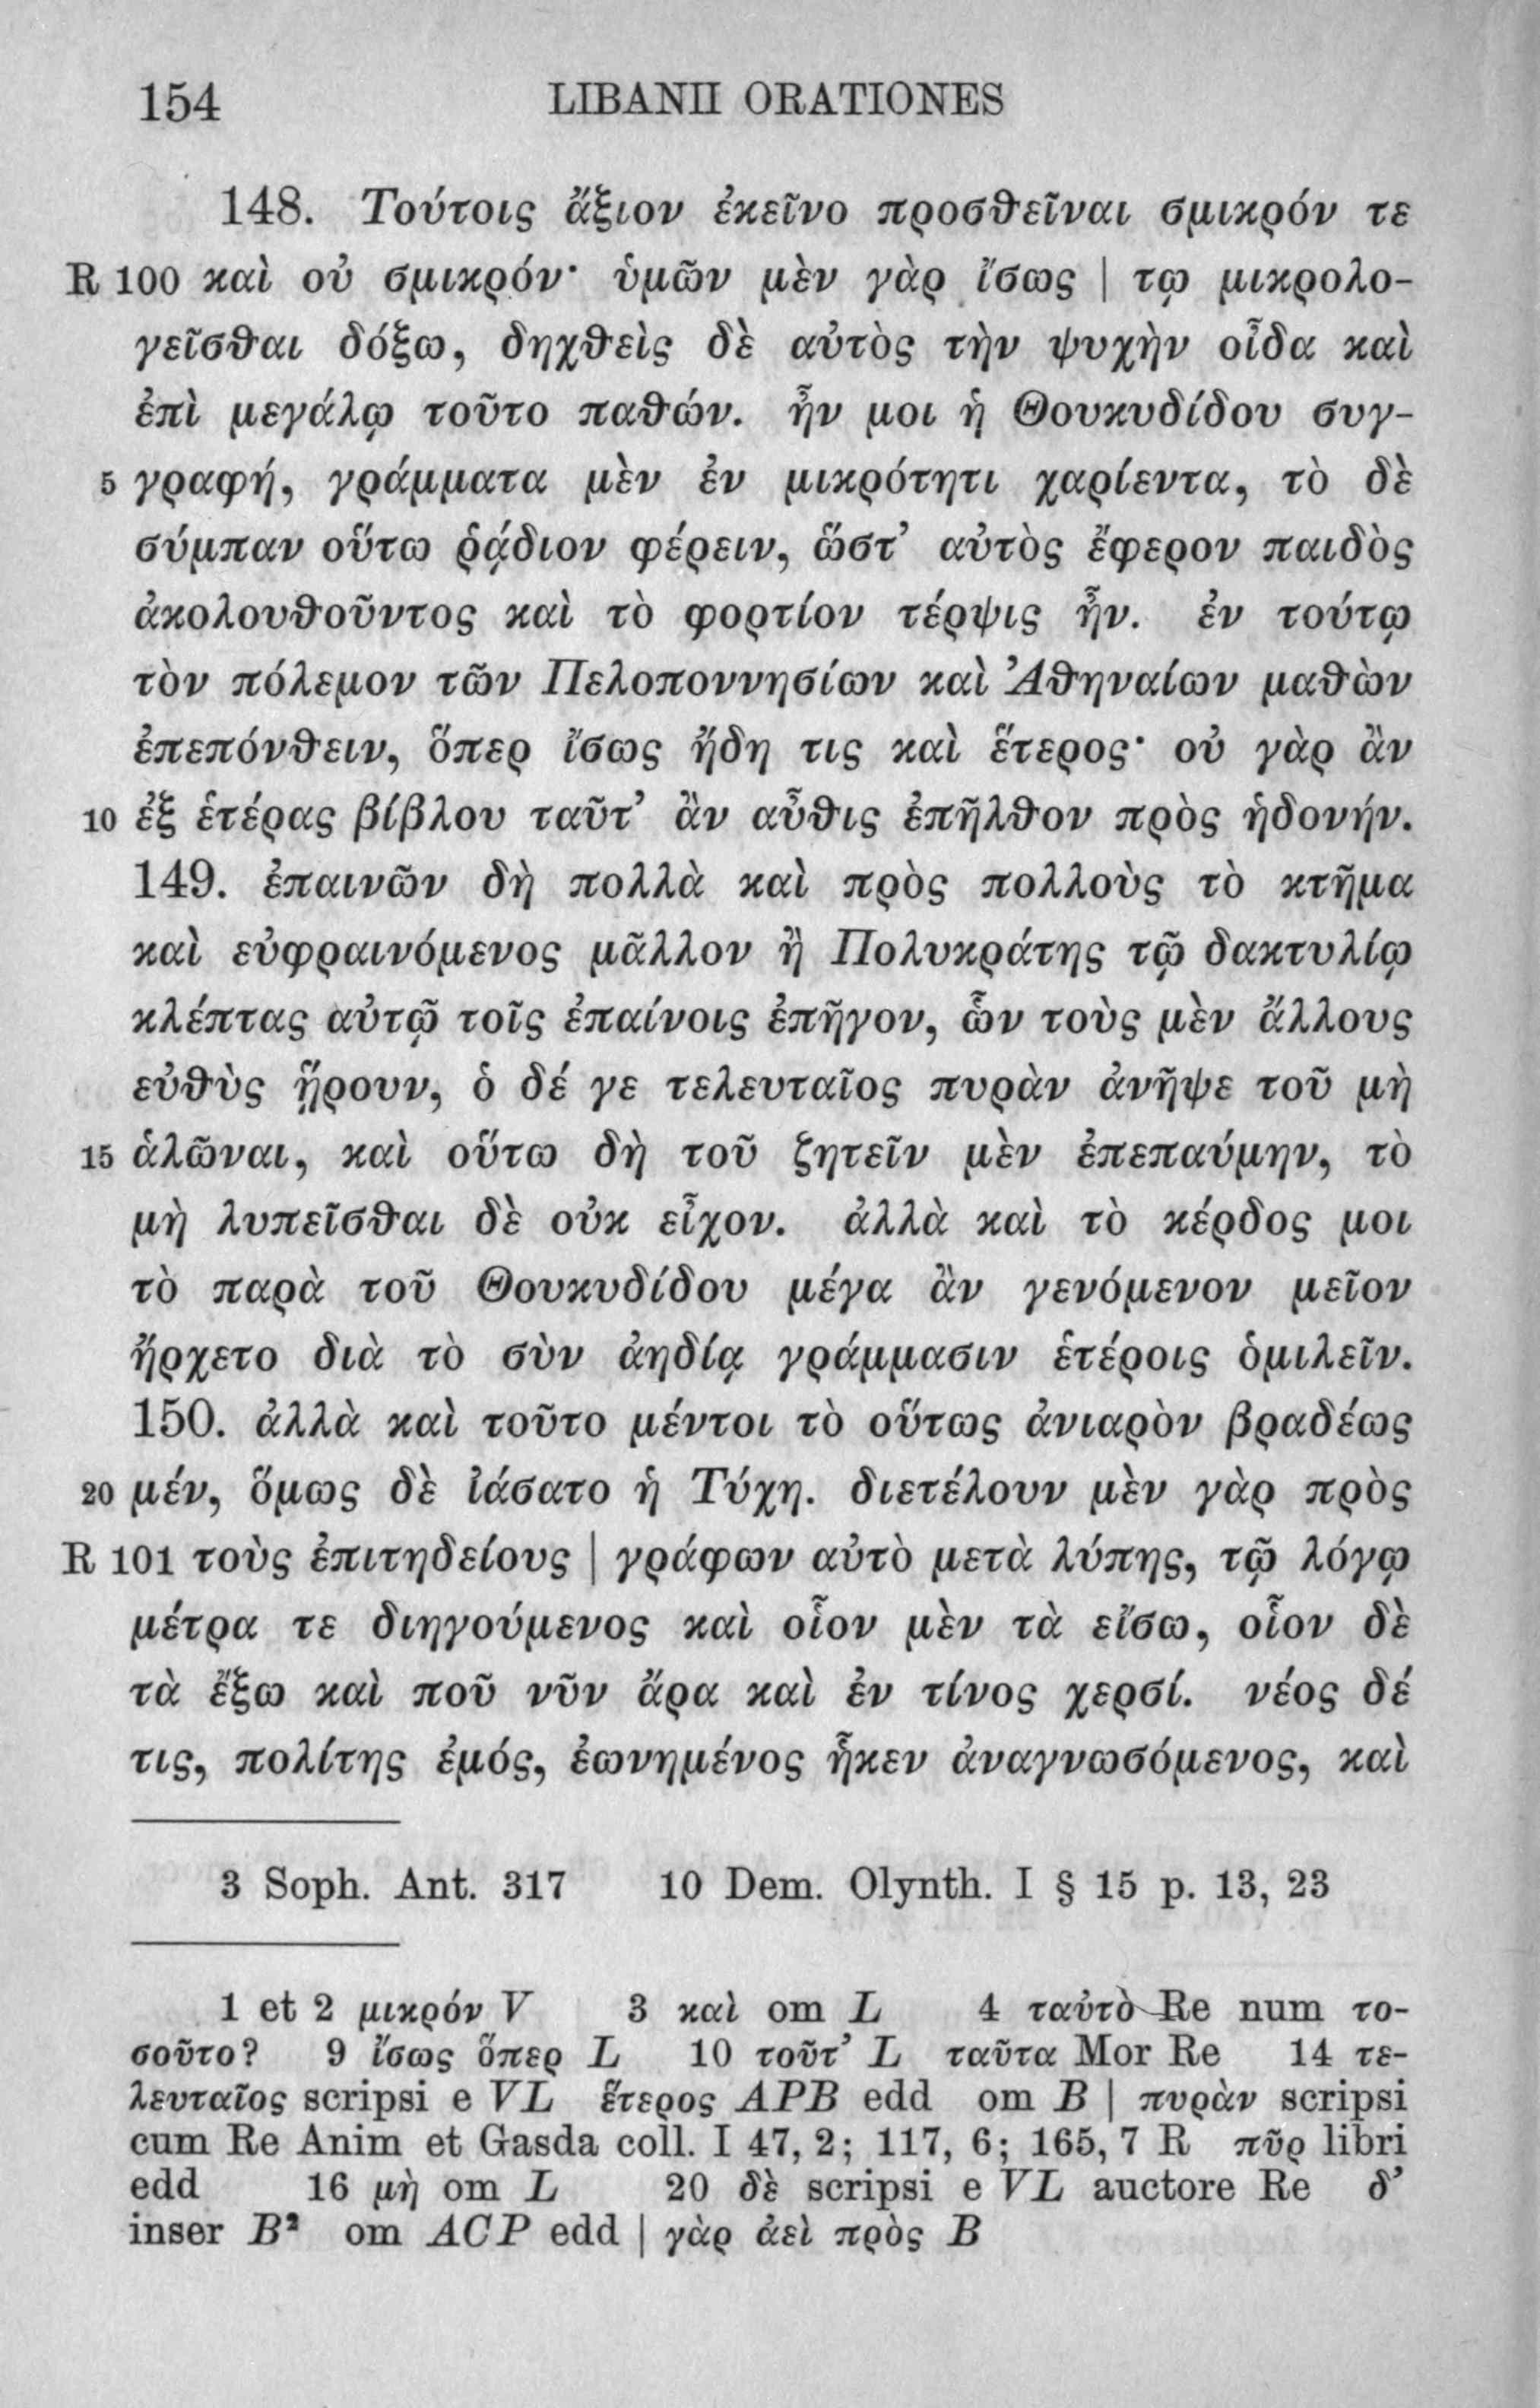 154 LIBANII ORATIONES
148. Τούτοις ἄξιον ἐκεῖνο προσθεῖναι σμικρόν τε
R 100 καὶ οὐ σμικρόν· ὑμῶν μὲν γὰρ ἴσως | τῳ μικρολο-
γεῖσθαι δόξω, δηχθεὶς δὲ αὐτὸς τὴν ψυχὴν οἶδα καὶ
ἐπὶ μεγάλῳ τοῦτο παθών. ἦν μοι ἡ Θουκυδίδου συγ-
5 γραφή, γράμματα μὲν ἐν μικρότητι χαρίεντα, τὸ δὲ
σύμπαν οὕτω ῥᾴδιον φέρειν, ὥστ’ αὐτὸς ἔφερον παιδὸς
ἀκολουθοῦντος καὶ τὸ φορτίον τέρψις ἦν. ἐν τούτῳ
τὸν πόλεμον τῶν Πελοποννησίων καὶ Ἀθηναίων μαθὼν
ἐπεπόνθειν, ὅπερ ἴσως ἤδη τις καὶ ἕτερος· οὐ γὰρ ἂν
10 ἐξ ἑτέρας βίβλου ταῦτ’ ἂν αὖθις ἐπῆλθον πρὸς ἡδονήν.
149. ἐπαινῶν δὴ πολλὰ καὶ πρὸς πολλοὺς τὸ κτῆμα
καὶ εὐφραινόμενος μᾶλλον ἢ Πολυκράτης τῷ δακτυλίῳ
κλέπτας αὐτῷ τοῖς ἐπαίνοις ἐπῆγον, ὧν τοὺς μὲν ἄλλους
εὐθὺς ᾕρουν, ὁ δέ γε τελευταῖος πυρὰν ἀνῆψε τοῦ μὴ
15 ἁλῶναι, καὶ οὕτω δὴ τοῦ ζητεῖν μὲν ἐπεπαύμην, τὸ
μὴ λυπεῖσθαι δὲ οὐκ εἶχον. ἀλλὰ καὶ τὸ κέρδος μοι
τὸ παρὰ τοῦ Θουκυδίδου μέγα ἂν γενόμενον μεῖον
ἤρχετο διὰ τὸ σὺν ἀηδίᾳ γράμμασιν ἑτέροις ὁμιλεῖν.
150. ἀλλὰ καὶ τοῦτο μέντοι τὸ οὕτως ἀνιαρὸν βραδέως
20 μέν, ὅμως δὲ ἰάσατο ἡ Τύχη. διετέλουν μὲν γὰρ πρὸς
R 101 τοὺς ἐπιτηδείους | γράφων αὐτὸ μετὰ λύπης, τῷ λόγῳ
μέτρα τε διηγούμενος καὶ οἷον μὲν τὰ εἴσω, οἷον δὲ
τὰ ἔξω καὶ ποῦ νῦν ἄρα καὶ ἐν τίνος χερσί. νέος δέ
τις, πολίτης ἐμός, ἐωνημένος ἧκεν ἀναγνωσόμενος, καὶ
3 Soph. Ant. 317 10 Dem. Olynth. I § 15 p. 13, 23
1 et 2 μικρόν V 3 καὶ om L 4 ταὐτὸ Re num το-
σοῦτο? 9 ἴσως ὅπερ L 10 τοῦτ’ L ταῦτα Mor Re 14 τε-
λευταῖος scripsi e VL ἕτερος APB edd om B | πυρὰν scripsi
cum Re Anim et Gasda coll. I 47, 2; 117, 6; 165, 7 R πῦρ libri
edd 16 μὴ om L 20 δὲ scripsi e VL auctore Re δ’
inser B² om ACP edd | γὰρ ἀεὶ πρὸς B